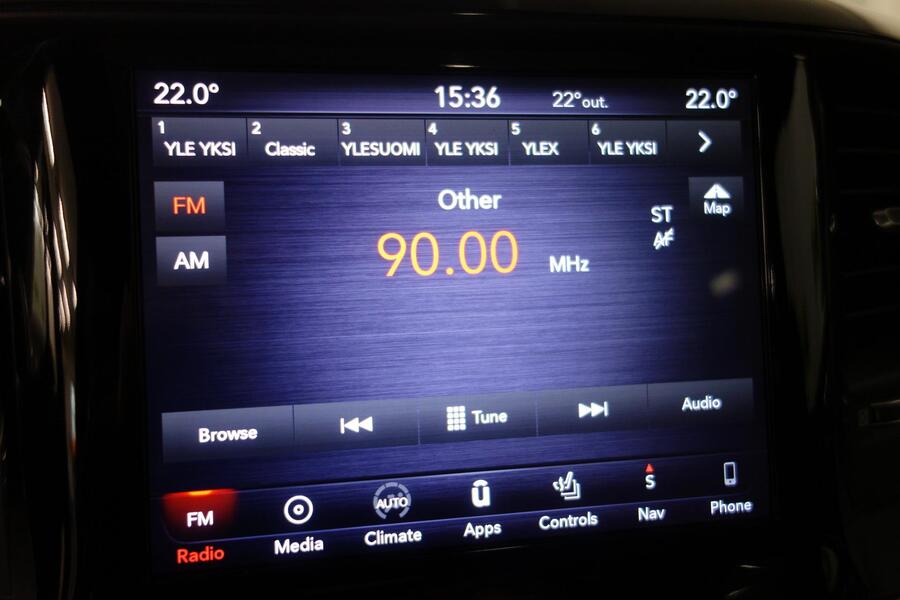 22.0° 15:36 22°out. 22.0°
1 YLE YKSI 2 Classic 3 YLESUOMI 4 YLE YKSI 5 YLEX 6 YLE YKSI
FM Other ST Map
AM 90.00 MHz AF
Browse Tune Audio
FM AUTO û S
Radio Media Climate Apps Controls Nav Phone